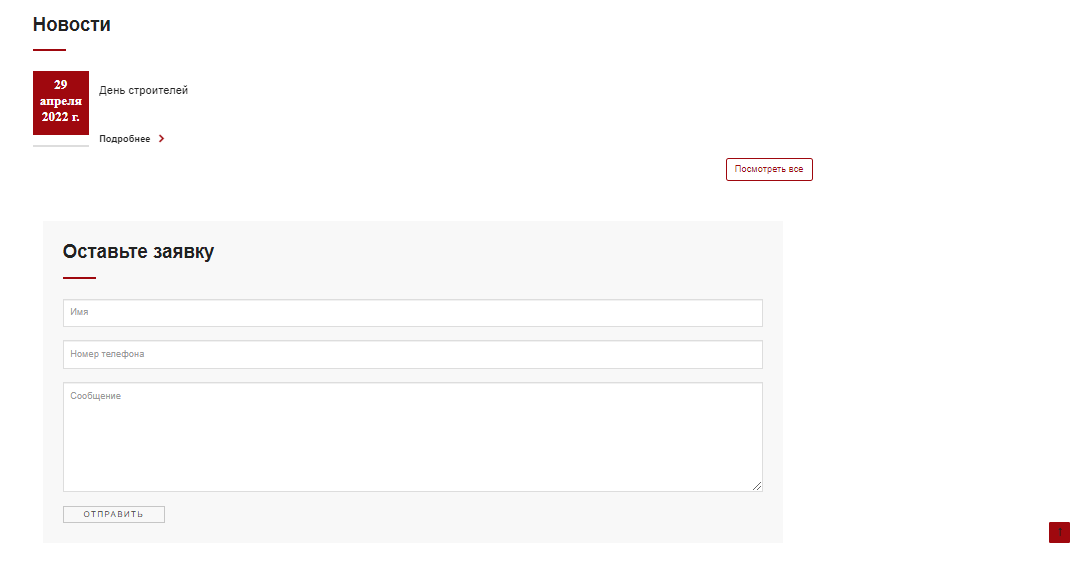 Новости
29
апреля
2022 г.
День строителей
Подробнее
Посмотреть все
Оставьте заявку
Имя
Номер телефона
Сообщение
ОТПРАВИТЬ